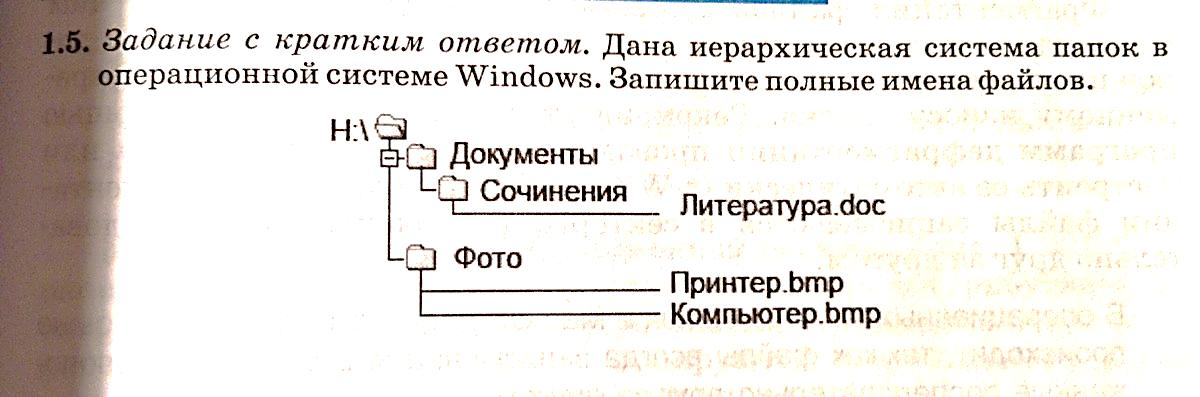 1.5. Задание с кратким ответом. Дана иерархическая система папок в
операционной системе Windows. Запишите полные имена файлов.
H:\
Документы
Сочинения
Литература.doc
Фото
Принтер.bmp
Компьютер.bmp